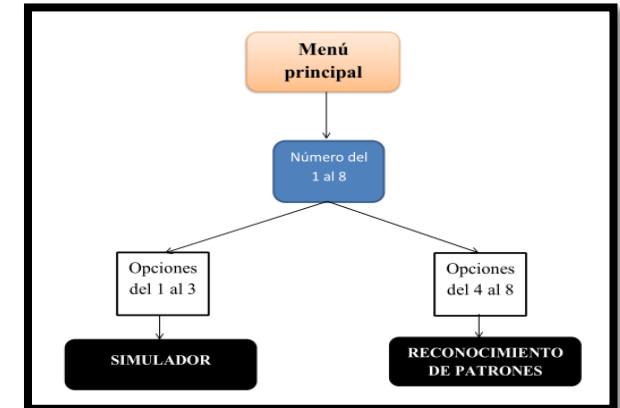 Menú
principal
Número del
1 al 8
Opciones
del 1 al 3
Opciones
del 4 al 8
SIMULADOR
RECONOCIMIENTO
DE PATRONES